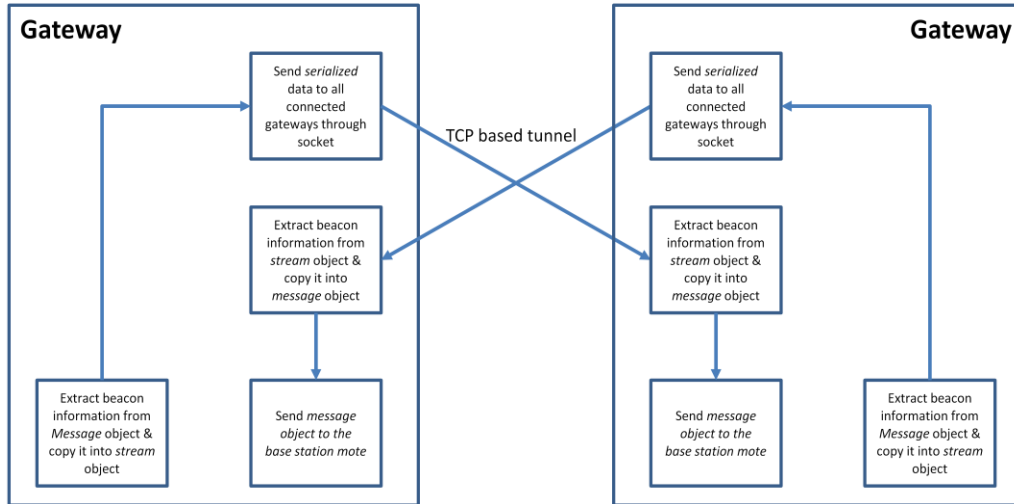 Gateway
Send serialized
data to all
connected
gateways through
socket
Extract beacon
information from
stream object &
copy it into
message object
Extract beacon
information from
Message object &
copy it into stream
object
Send message
object to the
base station mote
TCP based tunnel
Gateway
Send serialized
data to all
connected
gateways through
socket
Extract beacon
information from
stream object &
copy it into
message object
Send message
object to the
base station mote
Extract beacon
information from
Message object &
copy it into stream
object